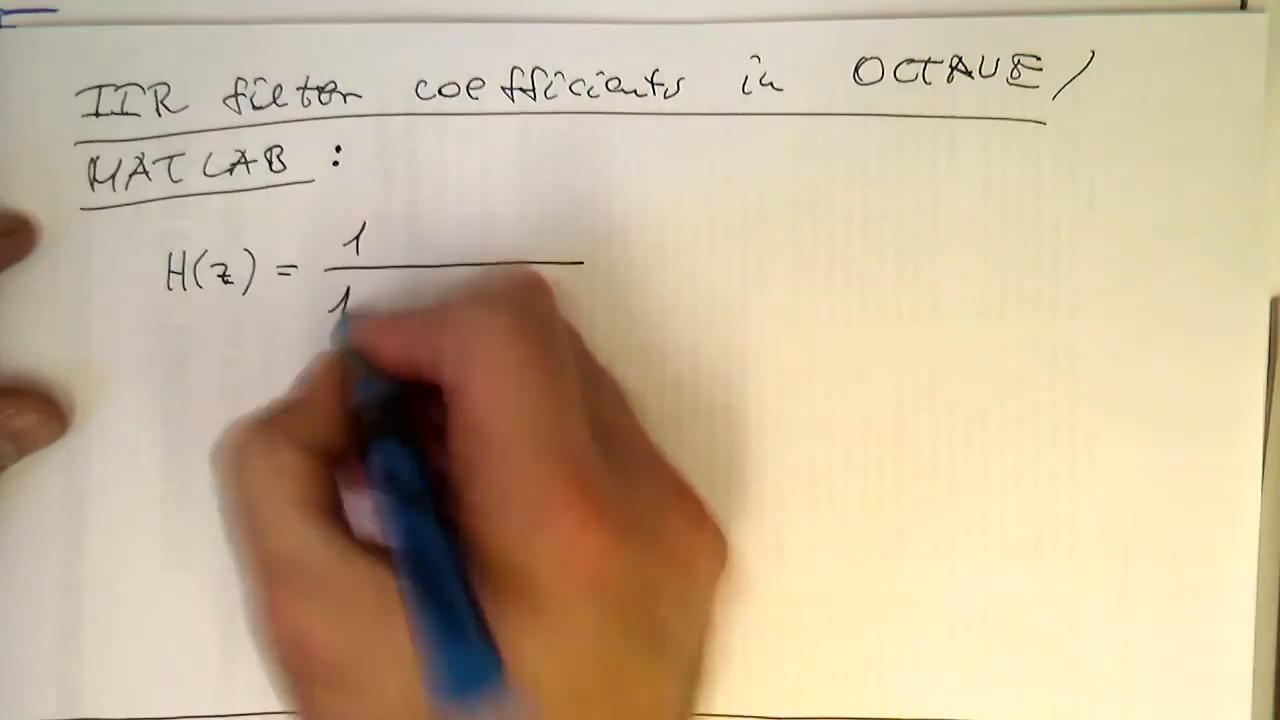 IIR filter coefficients in OCTAVE /
MATLAB :
H(z) = 1
1